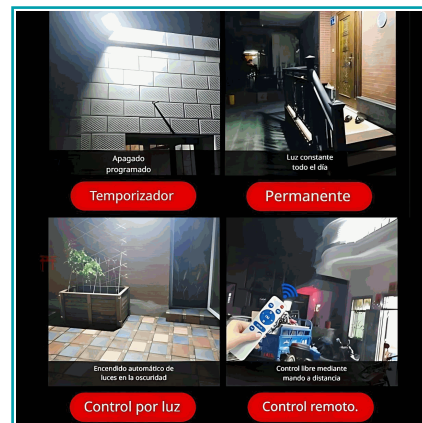 Apagado
programado
Temporizador
Luz constante
todo el día
Permanente
Encendido automático de
luces en la oscuridad
Control por luz
Control libre mediante
mando a distancia
Control remoto.